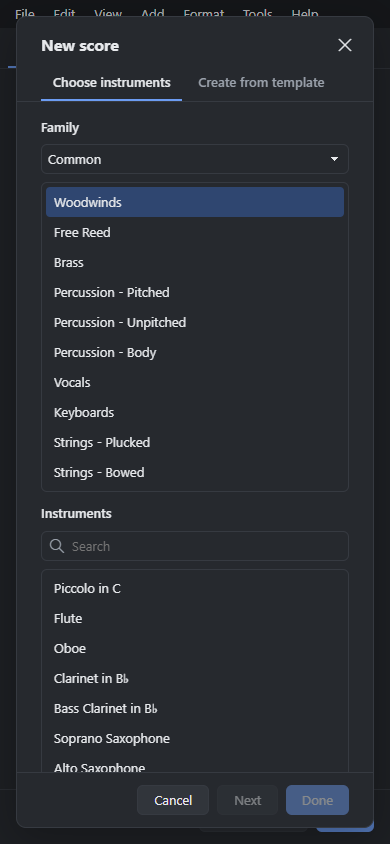 File Edit View Add Format Tools Help
New score
Choose instruments Create from template
Family
Common
Woodwinds
Free Reed
Brass
Percussion - Pitched
Percussion - Unpitched
Percussion - Body
Vocals
Keyboards
Strings - Plucked
Strings - Bowed
Instruments
Search
Piccolo in C
Flute
Oboe
Clarinet in B♭
Bass Clarinet in B♭
Soprano Saxophone
Alto Saxophone
Cancel Next Done